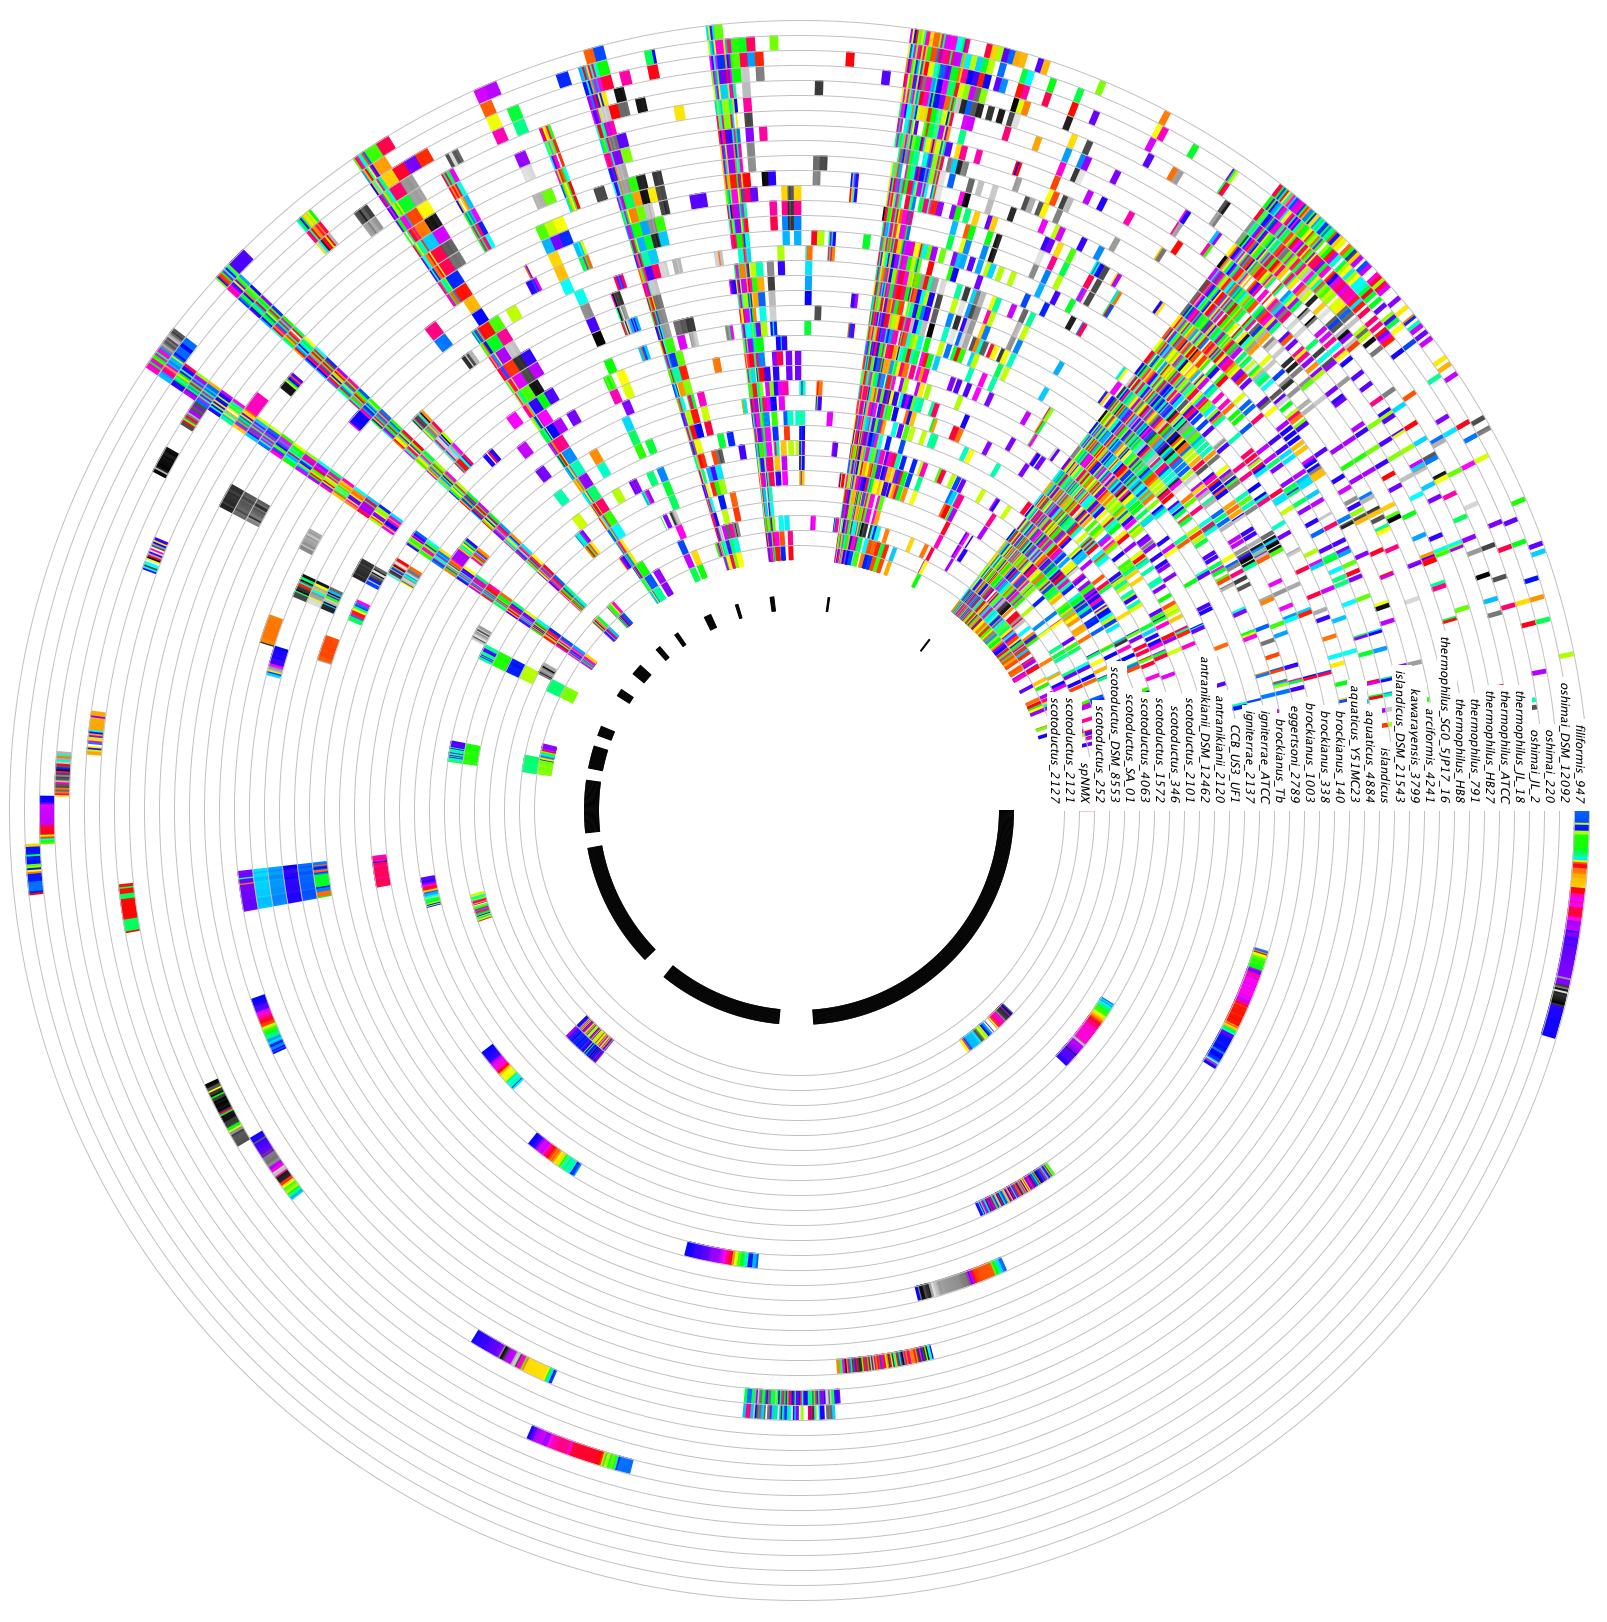 scotoductus_2127
scotoductus_2121
spNMX
scotoductus_252
scotoductus_DSM_8553
scotoductus_SA_01
scotoductus_4063
scotoductus_1572
scotoductus_346
scotoductus_2101
antranikianii_DSM_12462
antranikianii_2120
CCB_US3_UF1
igniterrae_2137
igniterrae_ATCC
brockianus_Tb
eggertsoni_2789
brockianus_1003
brockianus_338
brockianus_140
aquaticus_Y51MC23
aquaticus_4884
islandicus
islandicus_DSM_21543
kawarayensis_3799
arciformis_4241
thermophilus_SG0_5JP17_16
thermophilus_HB8
thermophilus_791
thermophilus_HB27
thermophilus_ATCC
thermophilus_JL_18
oshimai_JL_2
oshimai_220
oshimai_DSM_12092
filiformis_947